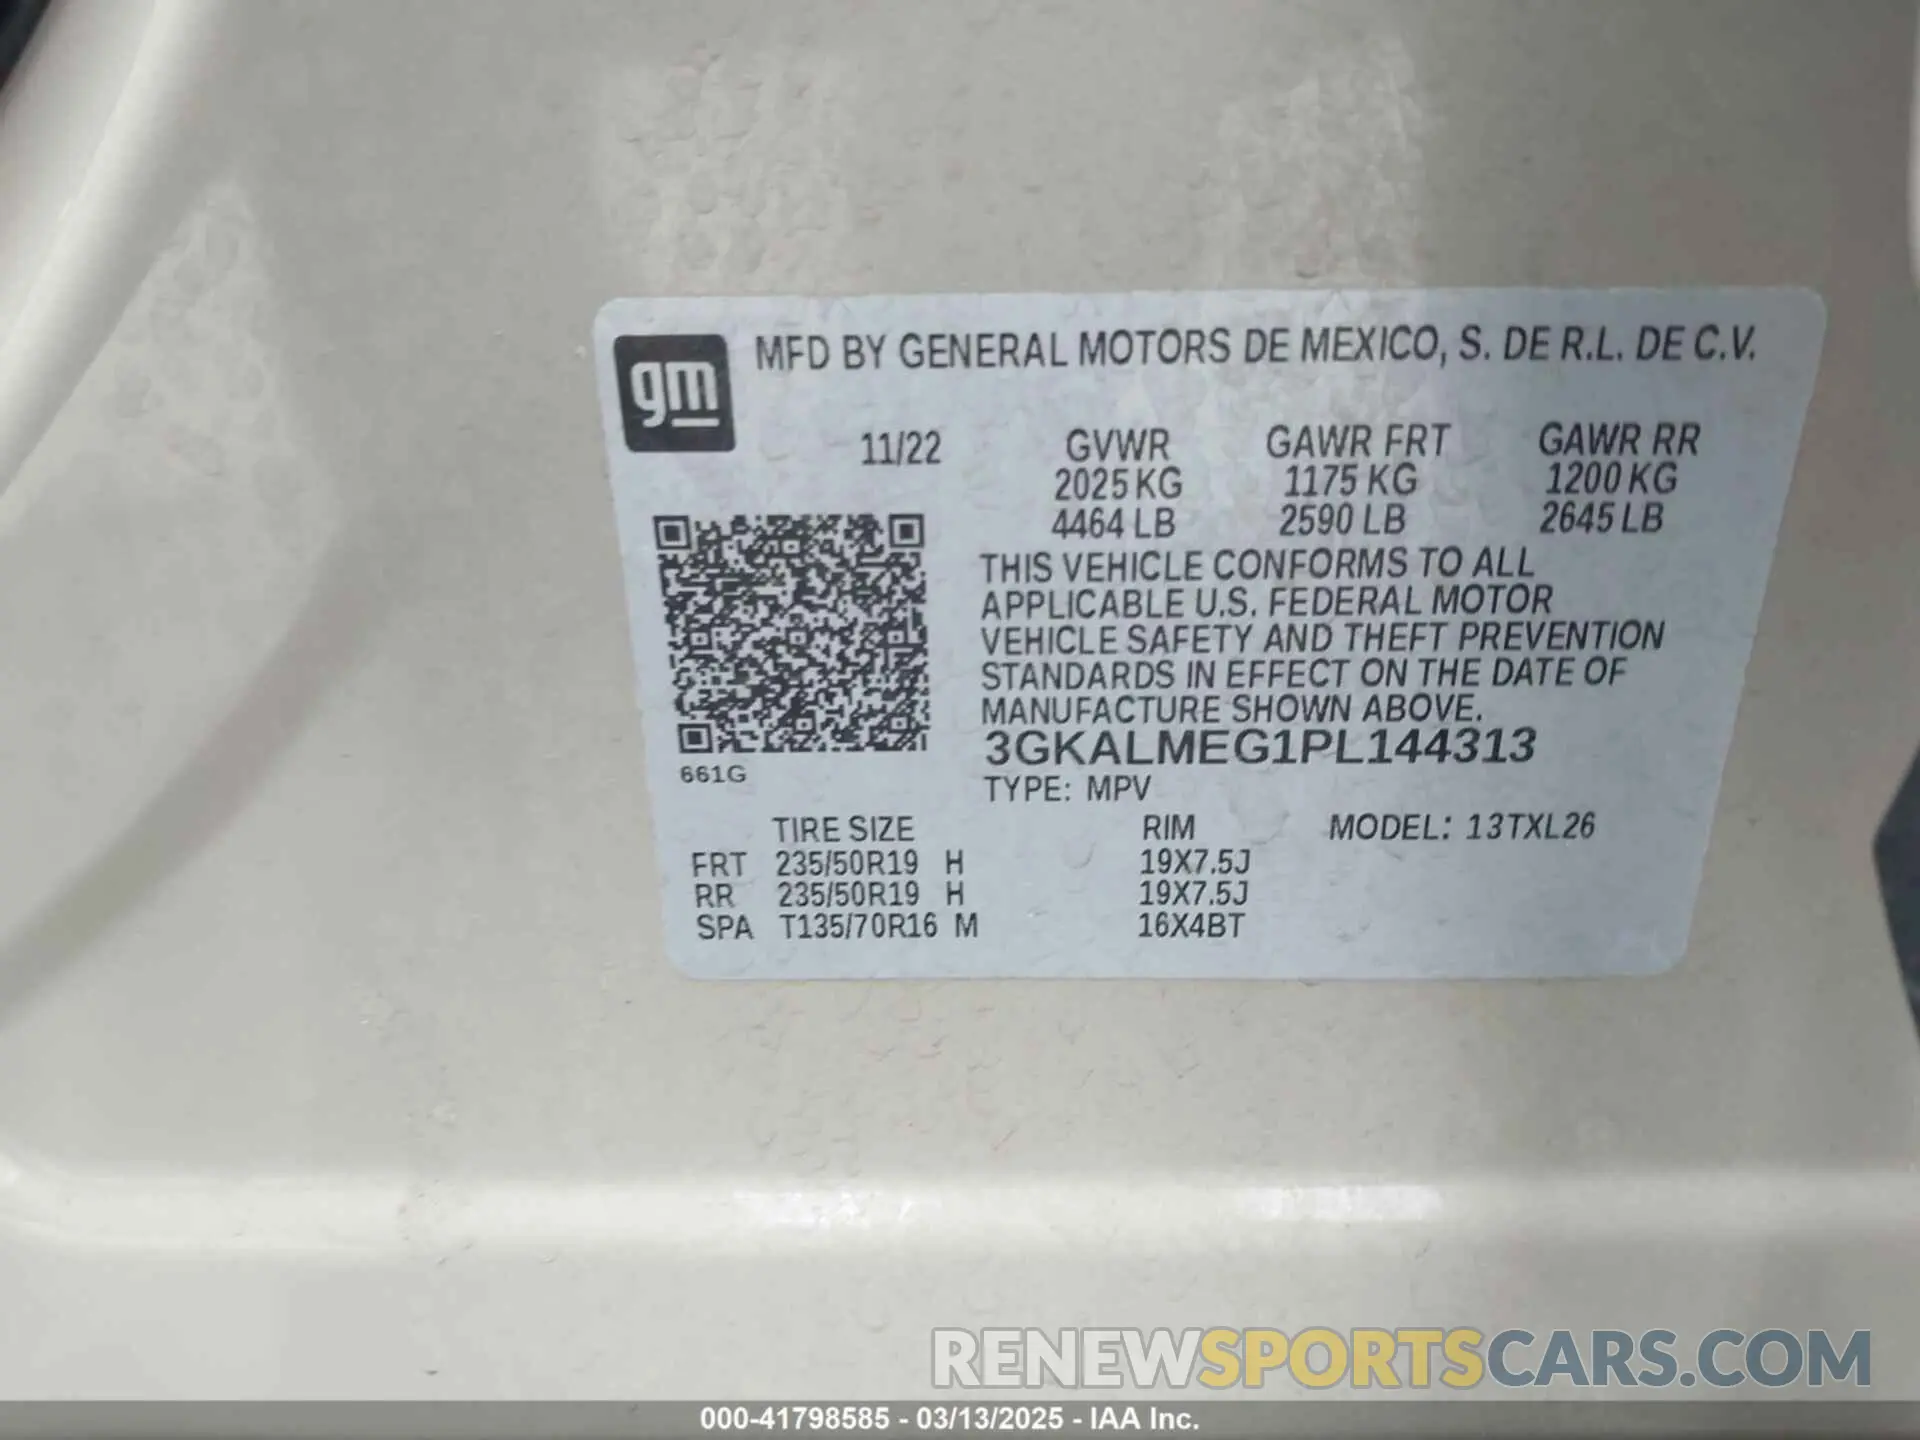 gm
MFD BY GENERAL MOTORS DE MEXICO, S. DE R.L. DE C.V.
11/22 GVWR GAWR FRT GAWR RR
2025 KG 1175 KG 1200 KG
4464 LB 2590 LB 2645 LB
THIS VEHICLE CONFORMS TO ALL
APPLICABLE U.S. FEDERAL MOTOR
VEHICLE SAFETY AND THEFT PREVENTION
STANDARDS IN EFFECT ON THE DATE OF
MANUFACTURE SHOWN ABOVE.
3GKALMEG1PL144313
661G
TYPE: MPV
TIRE SIZE RIM MODEL: 13TXL26
FRT 235/50R19 H 19X7.5J
RR 235/50R19 H 19X7.5J
SPA T135/70R16 M 16X4BT
RENEWSPORTSCARS.COM
000-41798585 - 03/13/2025 - IAA Inc.